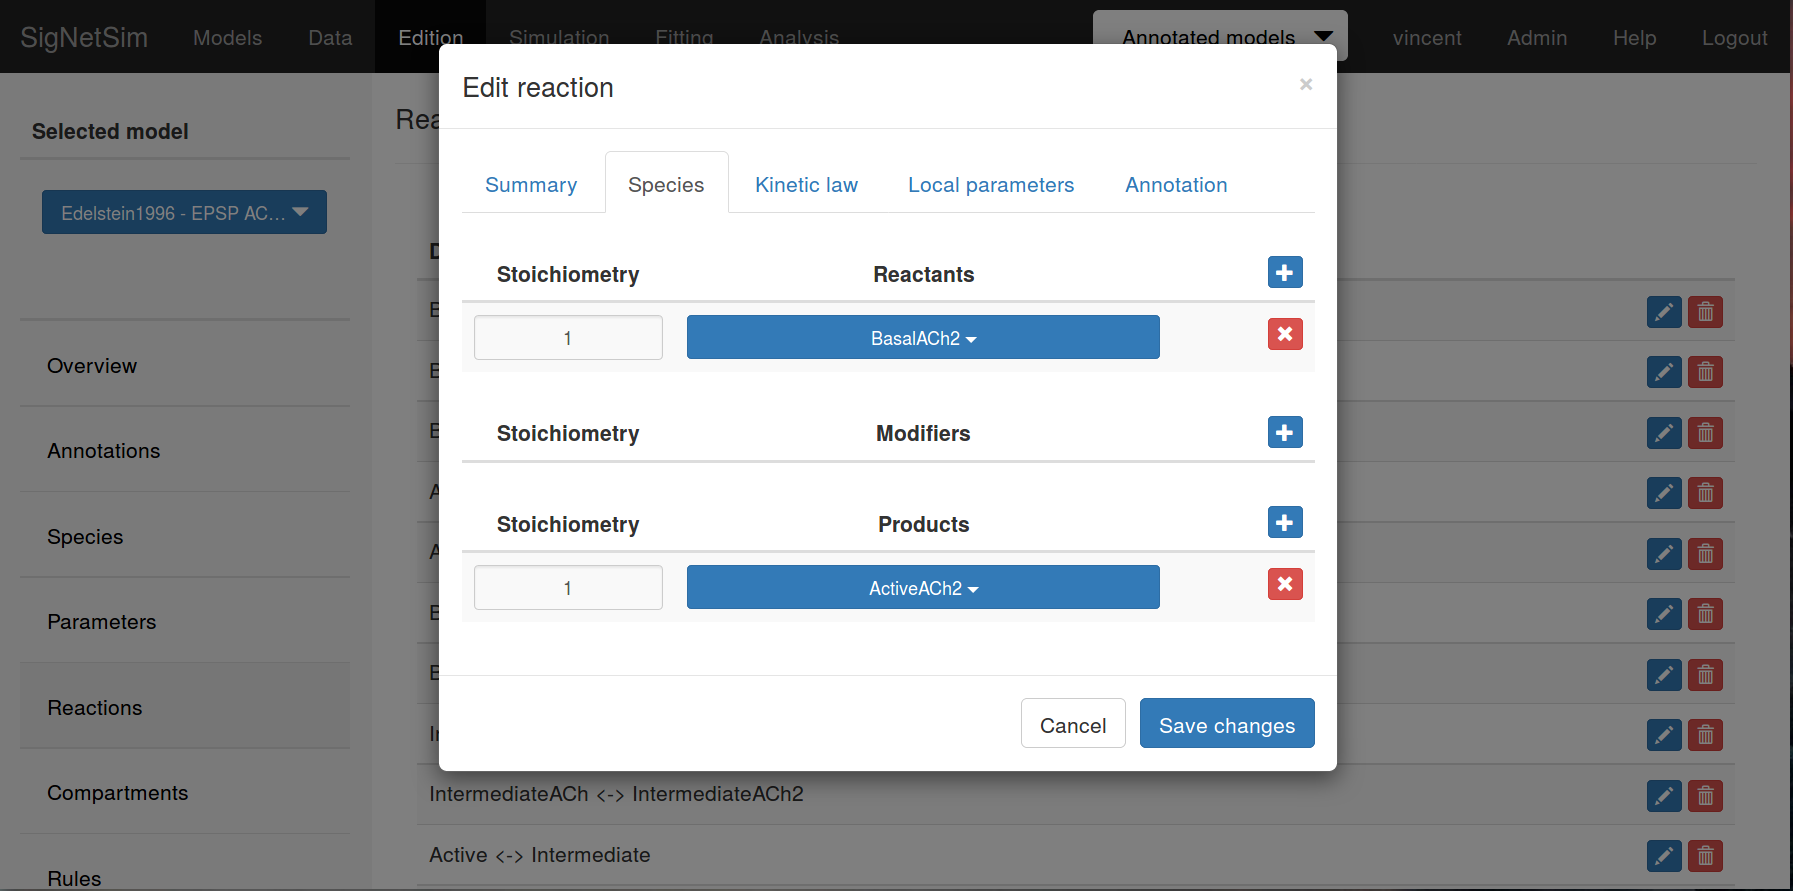 SigNetSim Models Data Edition Simulation Fitting Analysis Annotated models vincent Admin Help Logout
Edit reaction ×
Selected model
Summary Species Kinetic law Local parameters Annotation
Edelstein1996 - EPSP AC...
Stoichiometry Reactants
1 BasalACh2
Overview
Stoichiometry Modifiers
Annotations
Stoichiometry Products
Species
1 ActiveACh2
Parameters
Reactions
Cancel Save changes
Compartments
IntermediateACh <-> IntermediateACh2
Active <-> Intermediate
Rules